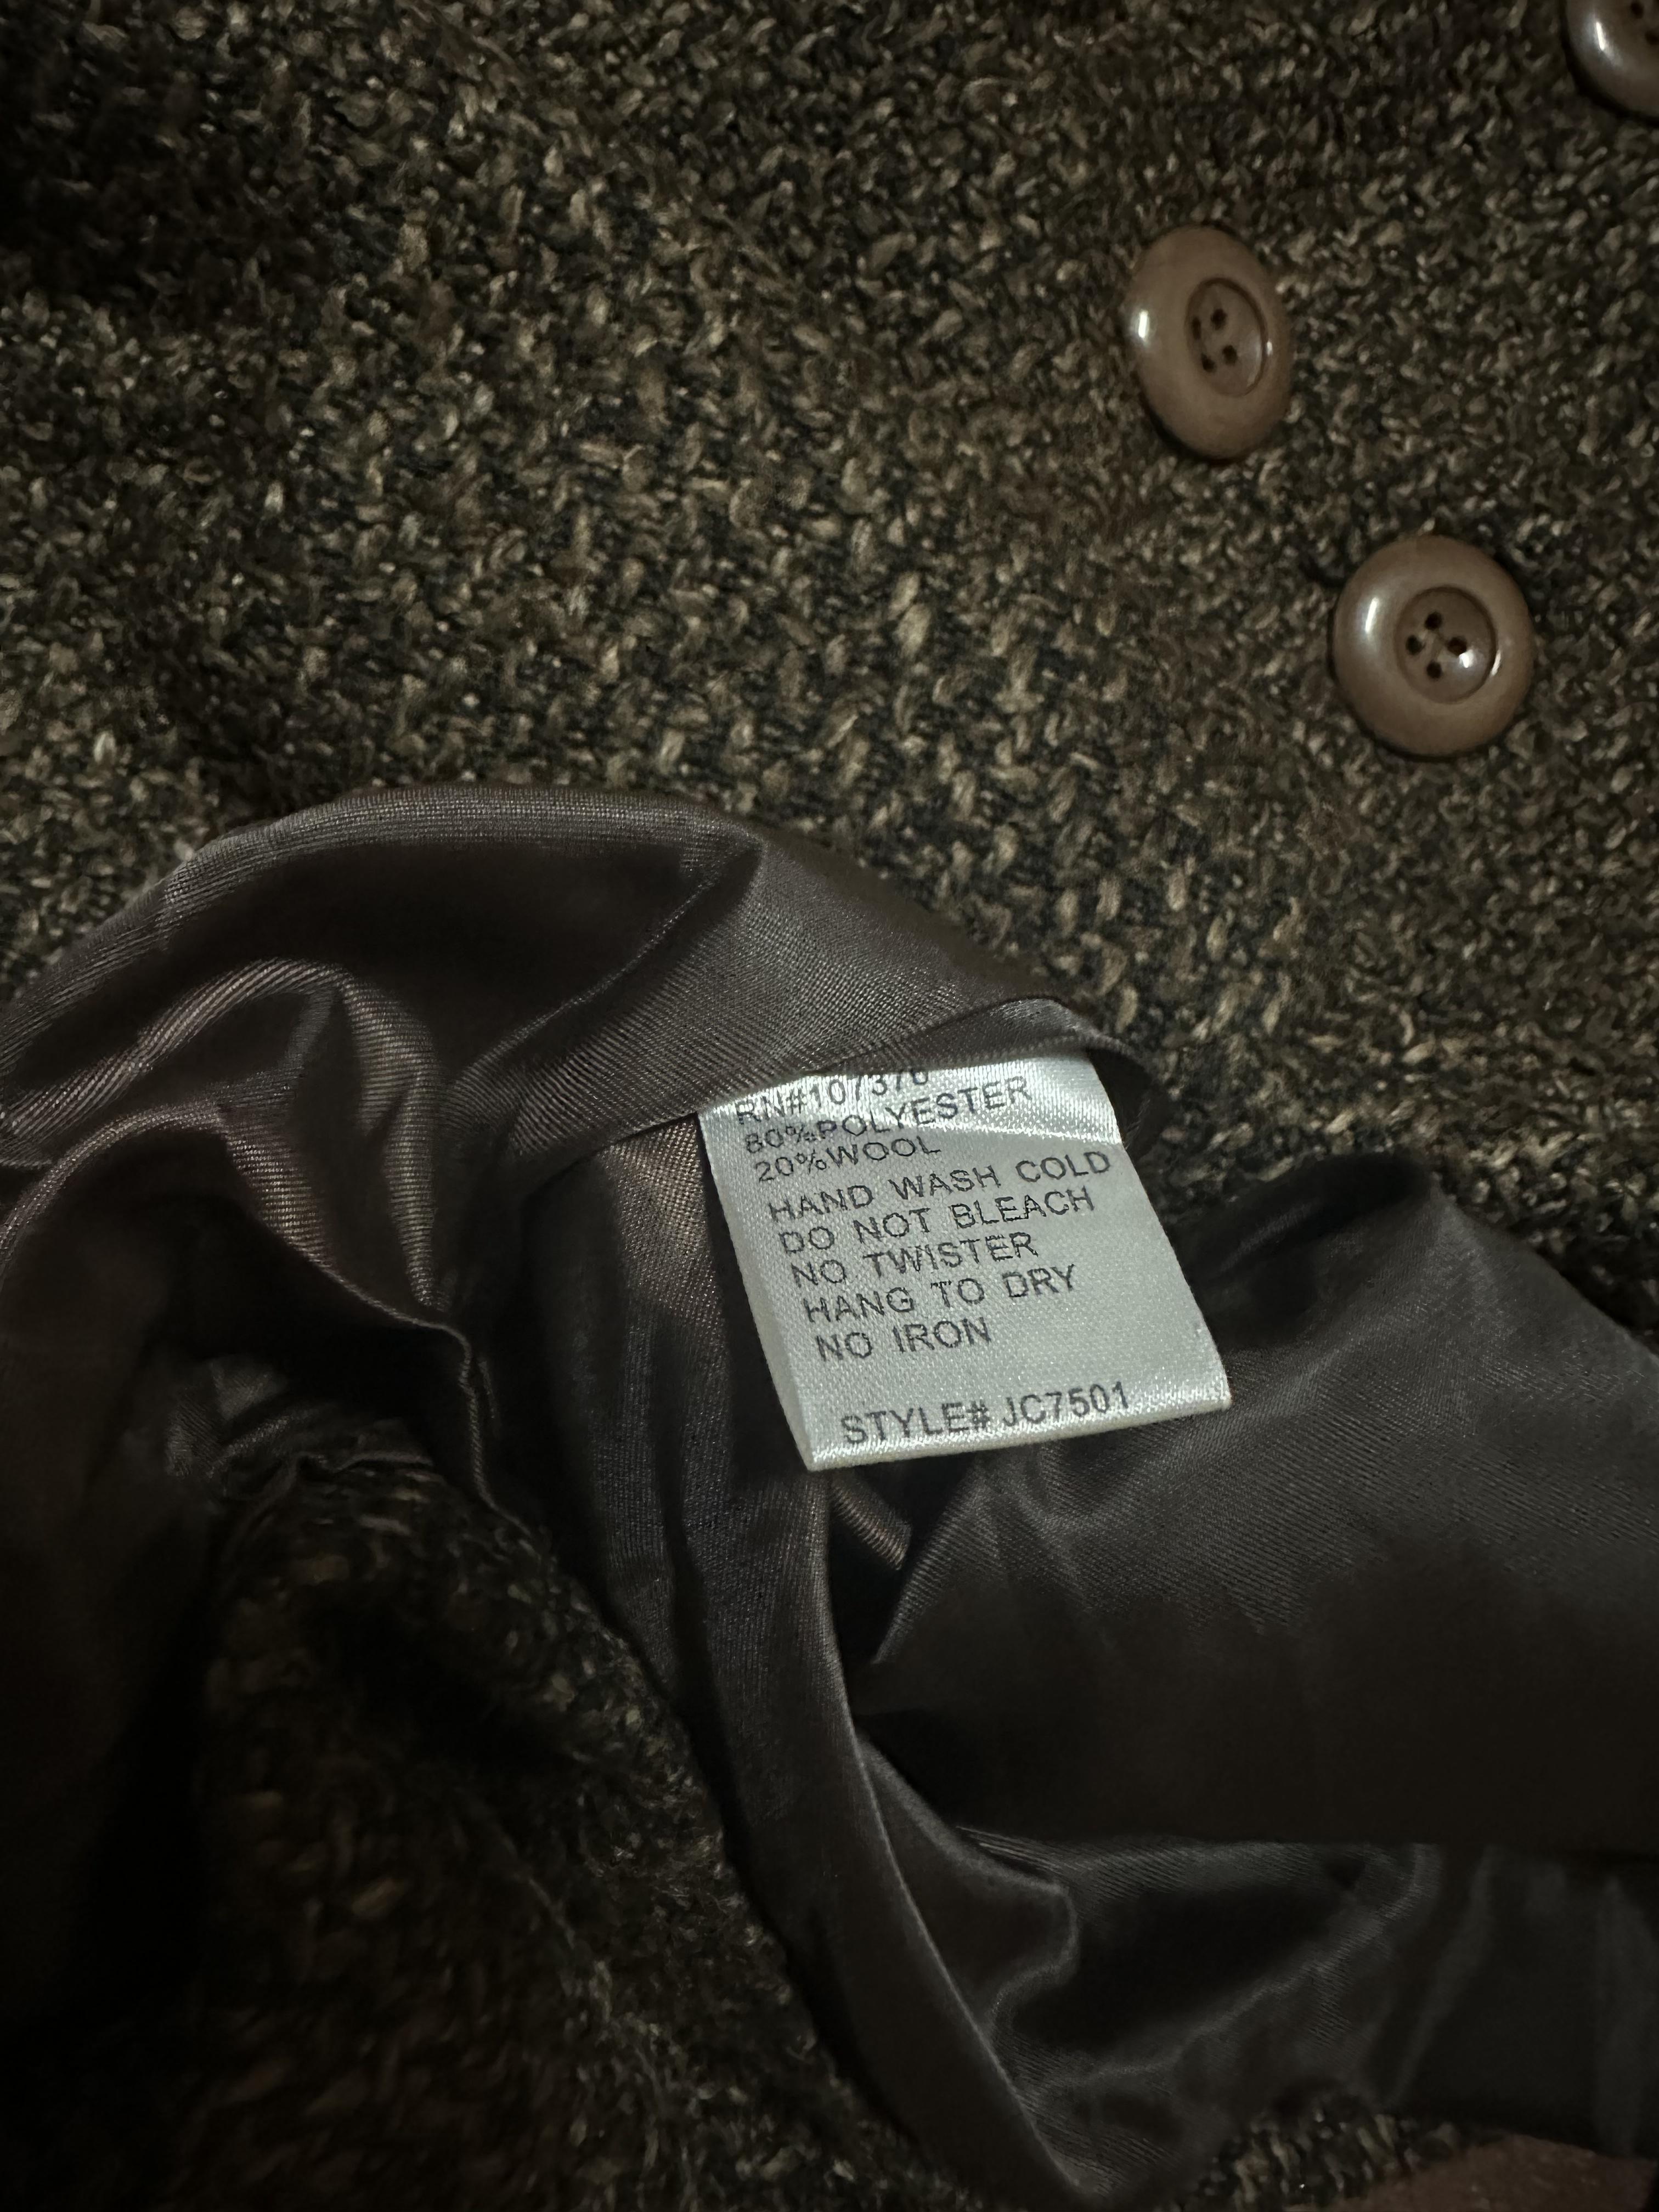 RN#107370
80%POLYESTER
20%WOOL
HAND WASH COLD
DO NOT BLEACH
NO TWISTER
HANG TO DRY
NO IRON
STYLE# JC7501